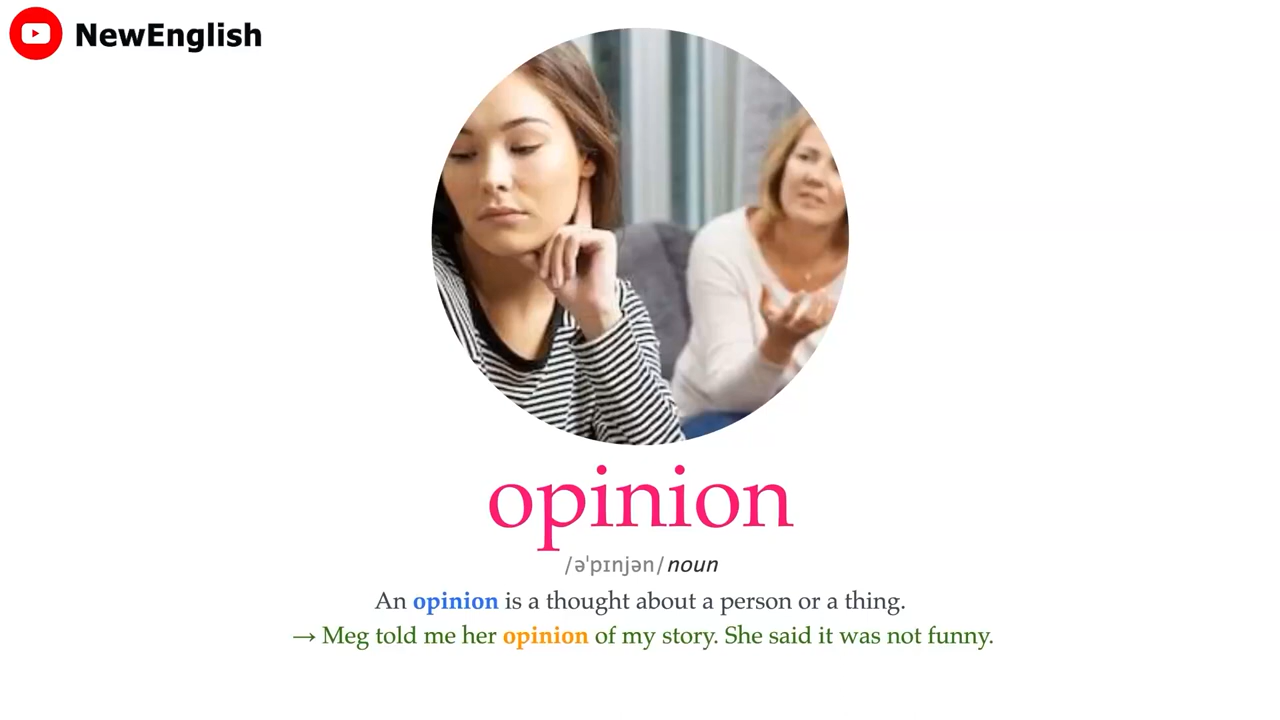 NewEnglish
opinion
/əˈpɪnjən/ noun
An opinion is a thought about a person or a thing.
→ Meg told me her opinion of my story. She said it was not funny.